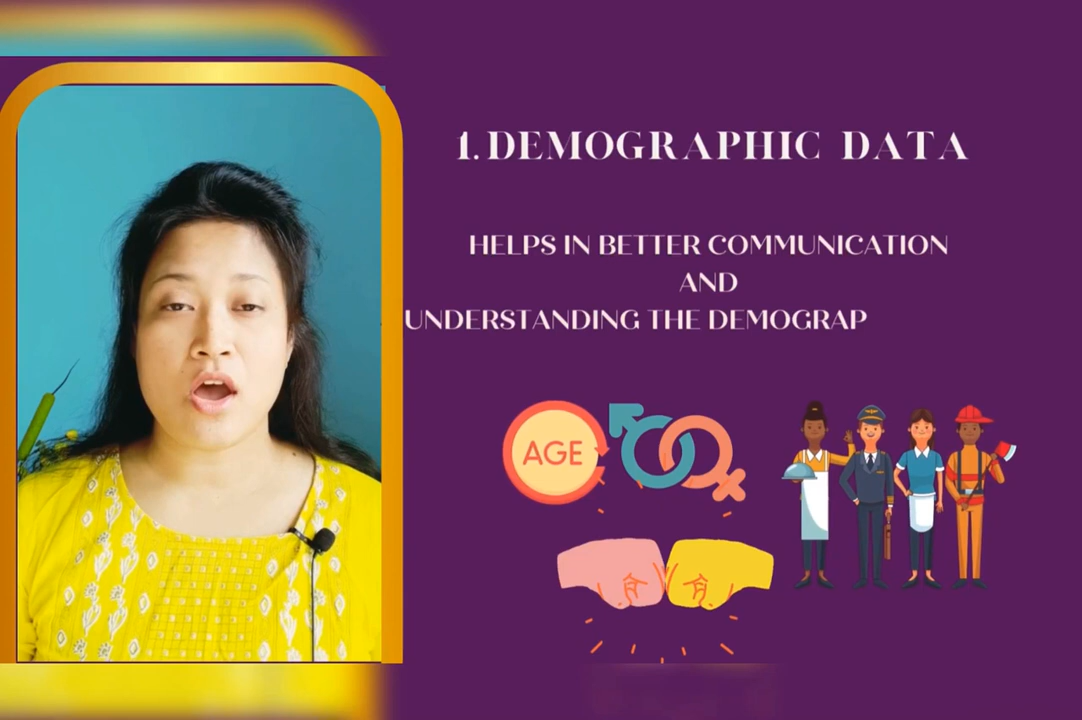 1. DEMOGRAPHIC DATA
HELPS IN BETTER COMMUNICATION
AND
UNDERSTANDING THE DEMOGRAP
AGE